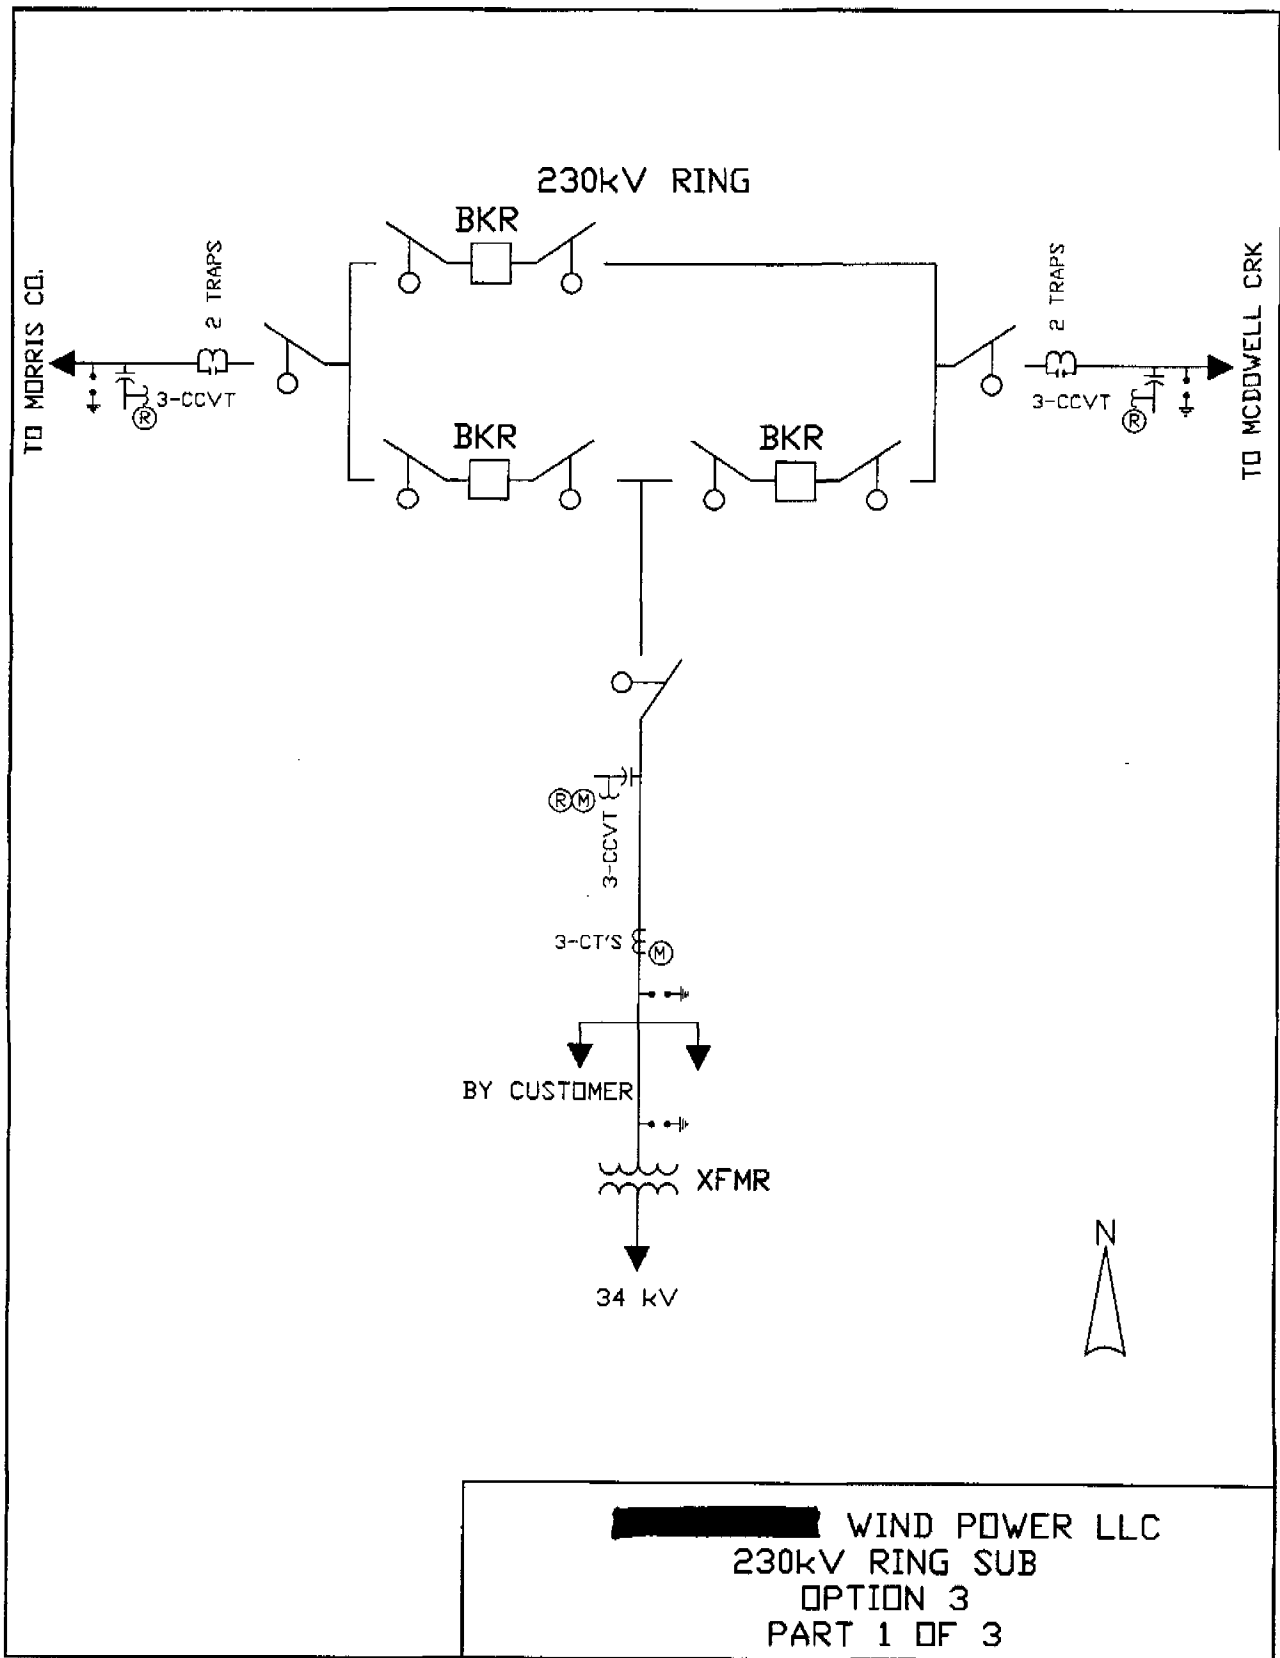 230kV RING
BKR
2 TRAPS
2 TRAPS
TO MORRIS CO.
TO MCDOWELL CRK
3-CCVT
R
3-CCVT
R
BKR
BKR
R M
3-CCVT
3-CT'S
M
BY CUSTOMER
XFMR
34 kV
N
WIND POWER LLC
230kV RING SUB
OPTION 3
PART 1 OF 3